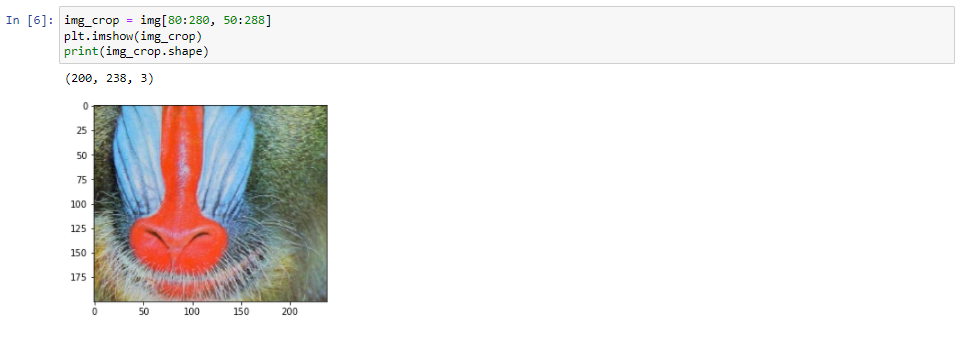 In [6]: img_crop = img[80:280, 50:288]
plt.imshow(img_crop)
print(img_crop.shape)
(200, 238, 3)
0
25
50
75
100
125
150
175
0 50 100 150 200